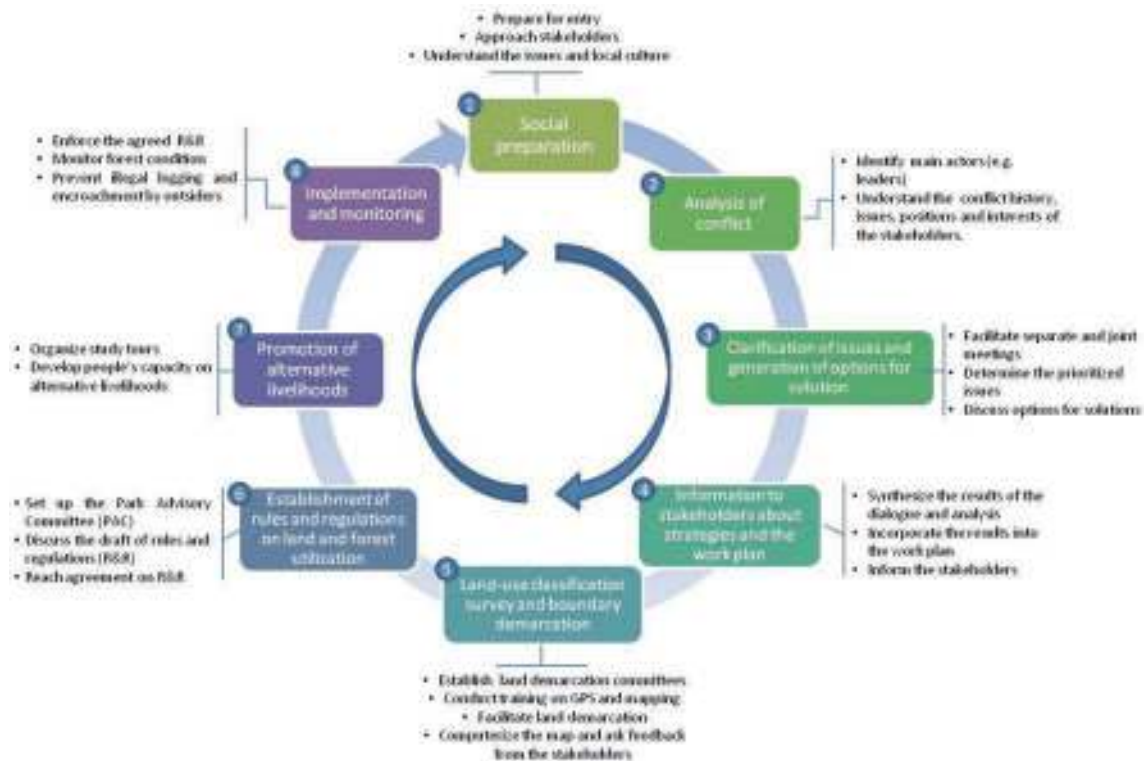 • Prepare for entry
• Approach stakeholders
• Understand the issues and local culture
1
Social
preparation
2
Analysis of
conflict
• Identify main actors (e.g.
leaders)
• Understand the conflict history,
issues, positions and interests of
the stakeholders.
3
Clarification of issues and
generation of options for
solution
• Facilitate separate and joint
meetings
• Determine the prioritized
issues
• Discuss options for solutions
4
Information to
stakeholders about
strategies and the
work plan
• Synthesize the results of the
dialogue and analysis
• Incorporate the results into
the work plan
• Inform the stakeholders
5
Land-use classification
survey and boundary
demarcation
• Establish land demarcation committees
• Conduct training on GPS and mapping
• Facilitate land demarcation
• Computerize the map and ask feedback
from the stakeholders
6
Establishment of
rules and regulations
on land and forest
utilization
• Set up the Park Advisory
Committee (PAC)
• Discuss the draft of rules and
regulations (R&R)
• Reach agreement on R&R
7
Promotion of
alternative
livelihoods
• Organize study tours
• Develop people's capacity on
alternative livelihoods
8
Implementation
and monitoring
• Enforce the agreed R&R
• Monitor forest condition
• Prevent illegal logging and
encroachment by outsiders